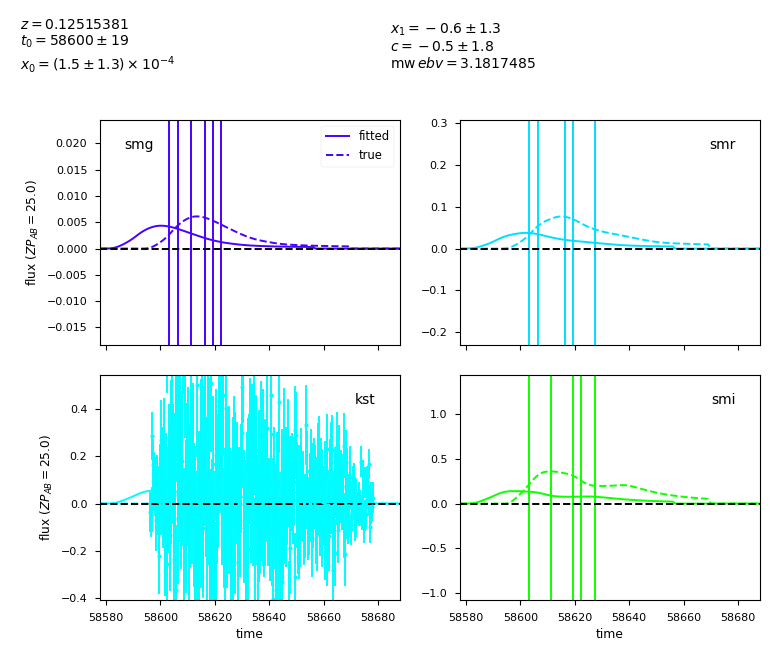 z = 0.12515381
t₀ = 58600 ± 19
x₀ = (1.5 ± 1.3) × 10⁻⁴
x₁ = −0.6 ± 1.3
c = −0.5 ± 1.8
mw ebv = 3.1817485
smg
fitted
true
0.020
0.015
0.010
0.005
0.000
−0.005
−0.010
−0.015
flux (ZP_AB = 25.0)
smr
0.3
0.2
0.1
0.0
−0.1
−0.2
kst
0.4
0.2
0.0
−0.2
−0.4
flux (ZP_AB = 25.0)
58580 58600 58620 58640 58660 58680
time
smi
1.0
0.5
0.0
−0.5
−1.0
58580 58600 58620 58640 58660 58680
time